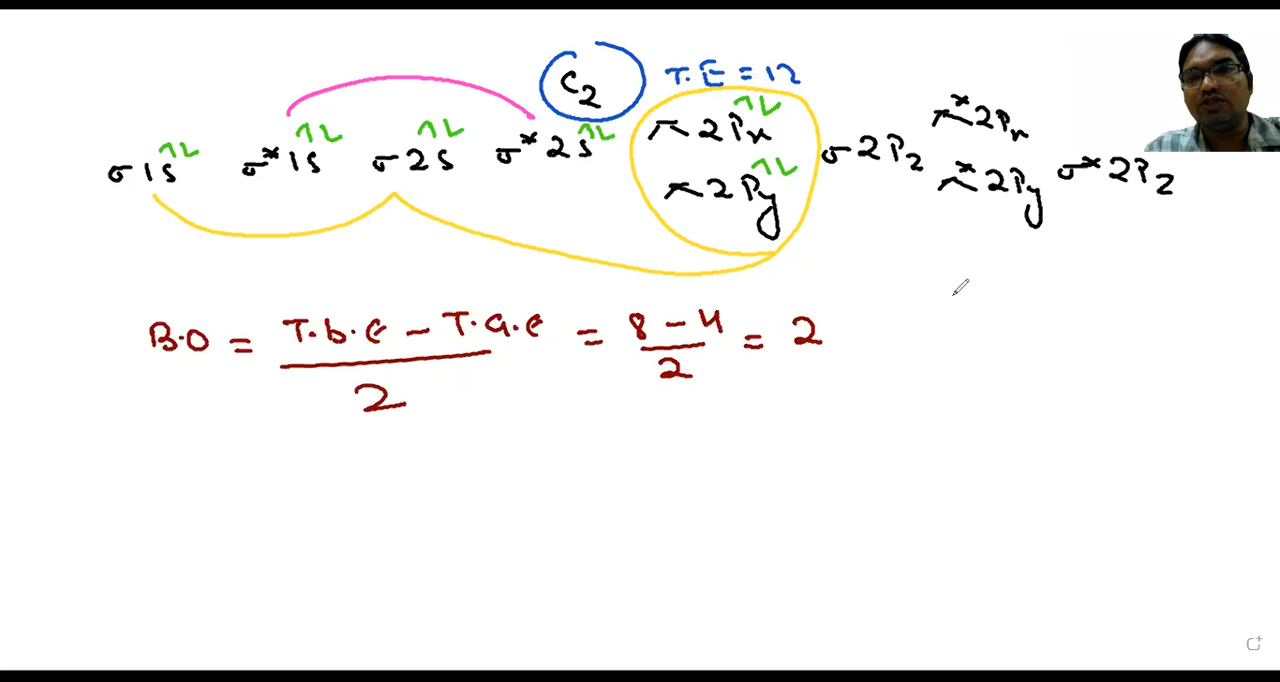 C2 T.E = 12
σ1s↑↓ σ*1s↑↓ σ2s↑↓ σ*2s↑↓ π2Px↑↓ σ2Pz π*2Px
π2Py↑↓ π*2Py σ*2Pz
B.O = T.b.e − T.a.e / 2 = 8 − 4 / 2 = 2